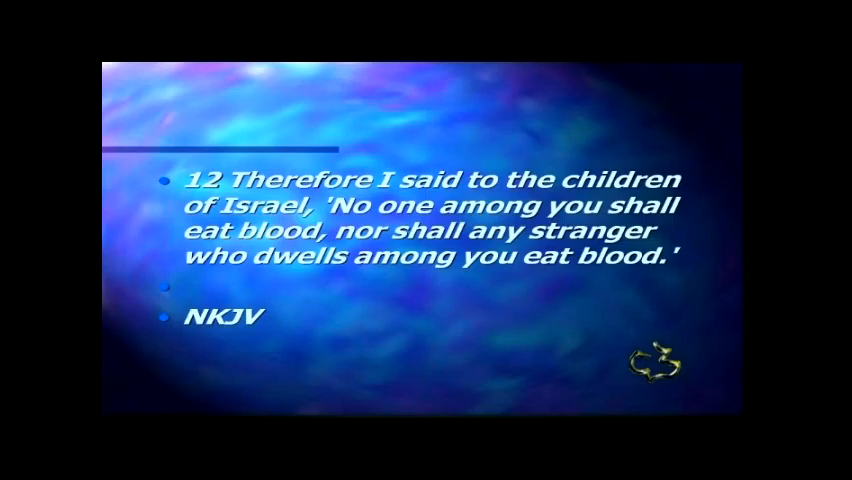 12 Therefore I said to the children
of Israel, 'No one among you shall
eat blood, nor shall any stranger
who dwells among you eat blood.'
NKJV